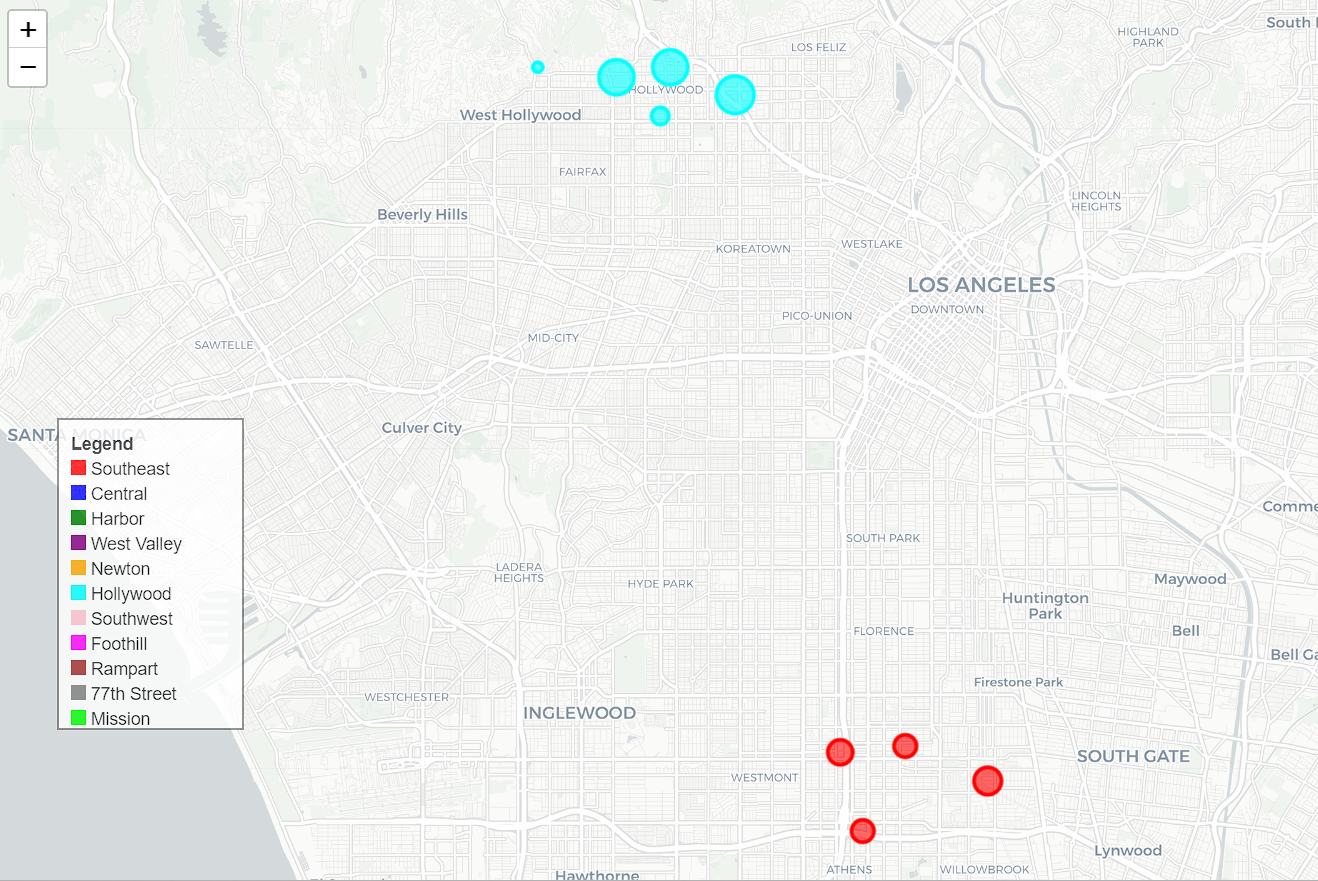 +
−
South
HIGHLAND
PARK
LOS FELIZ
HOLLYWOOD
West Hollywood
FAIRFAX
LINCOLN
HEIGHTS
Beverly Hills
KOREATOWN
WESTLAKE
LOS ANGELES
DOWNTOWN
PICO-UNION
MID-CITY
SAWTELLE
Culver City
SANTA MONICA
Legend
Southeast
Central
Harbor
West Valley
Newton
Hollywood
Southwest
Foothill
Rampart
77th Street
Mission
Comme
SOUTH PARK
LADERA
HEIGHTS
HYDE PARK
Maywood
Huntington
Park
Bell
FLORENCE
Bell Ga
Firestone Park
WESTCHESTER
INGLEWOOD
SOUTH GATE
WESTMONT
Lynwood
ATHENS
WILLOWBROOK
Hawthorne